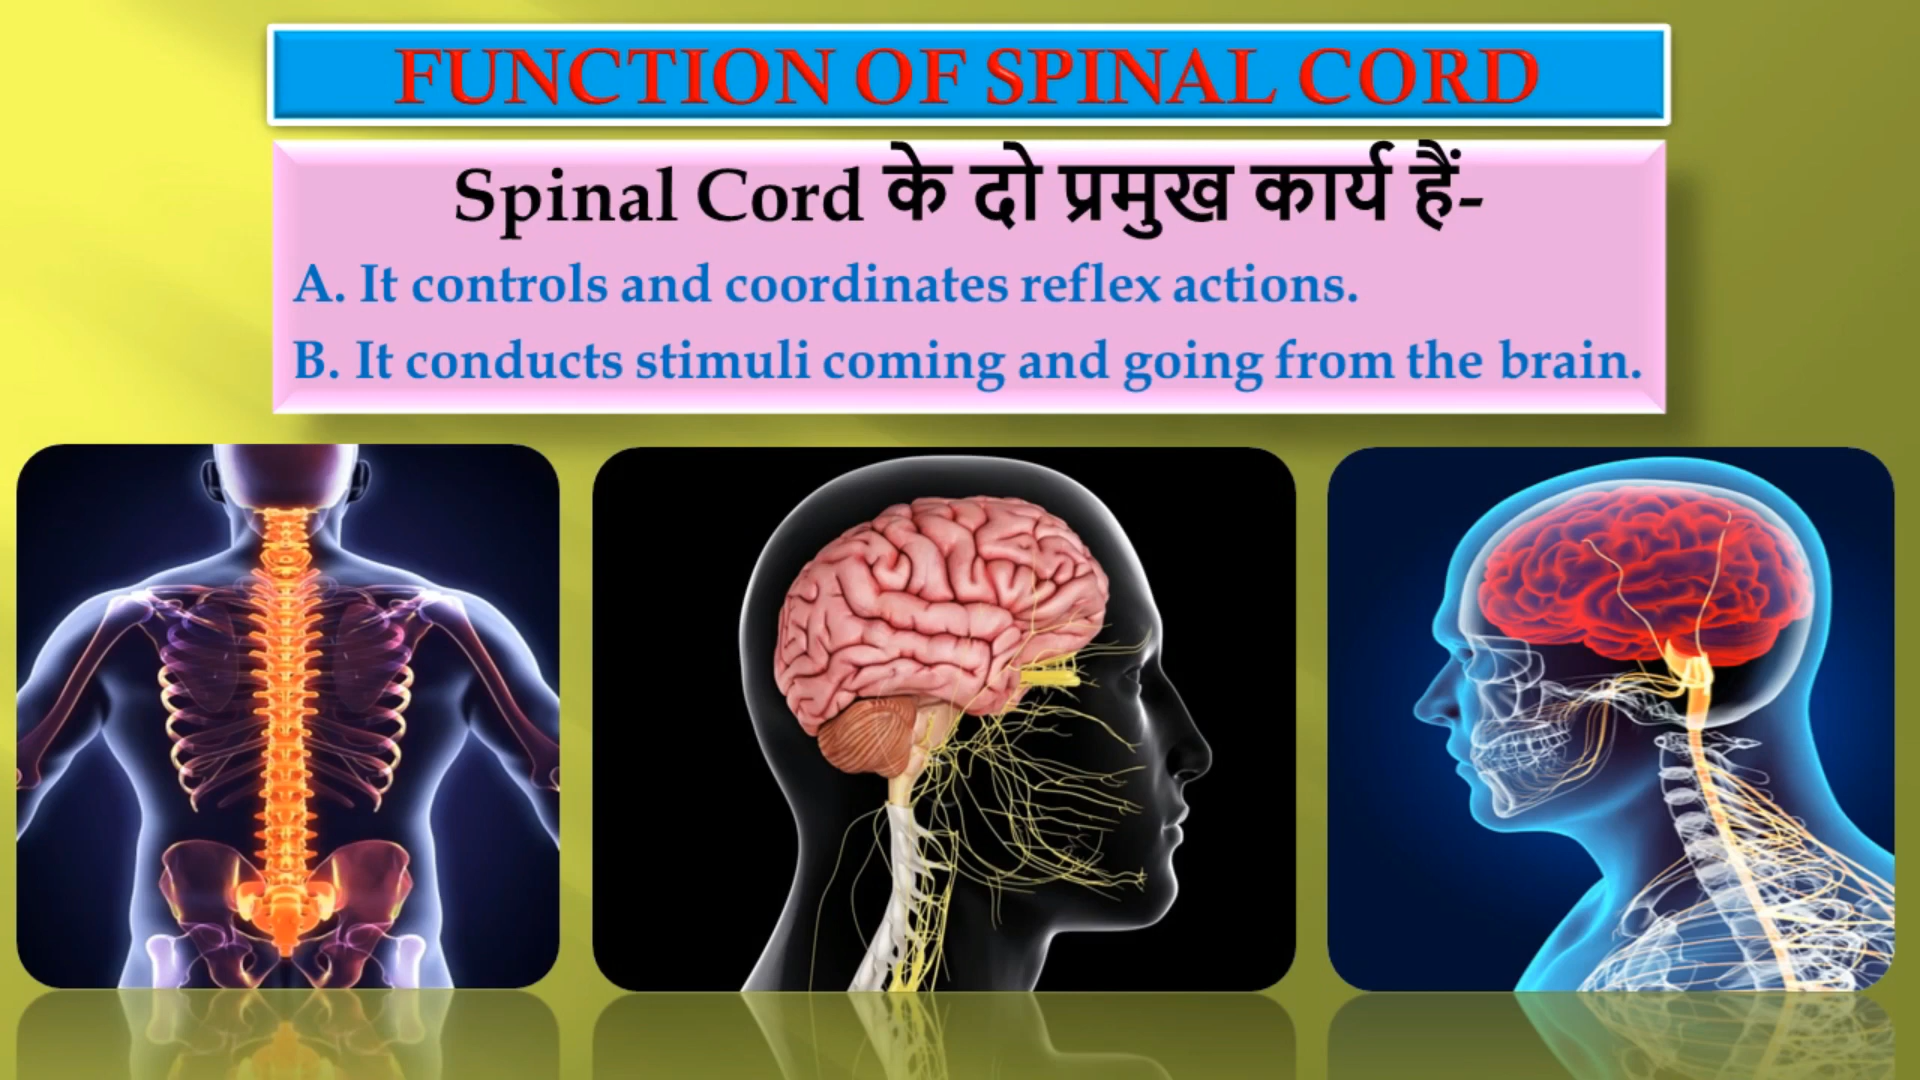 FUNCTION OF SPINAL CORD
Spinal Cord के दो प्रमुख कार्य हैं-
A. It controls and coordinates reflex actions.
B. It conducts stimuli coming and going from the brain.